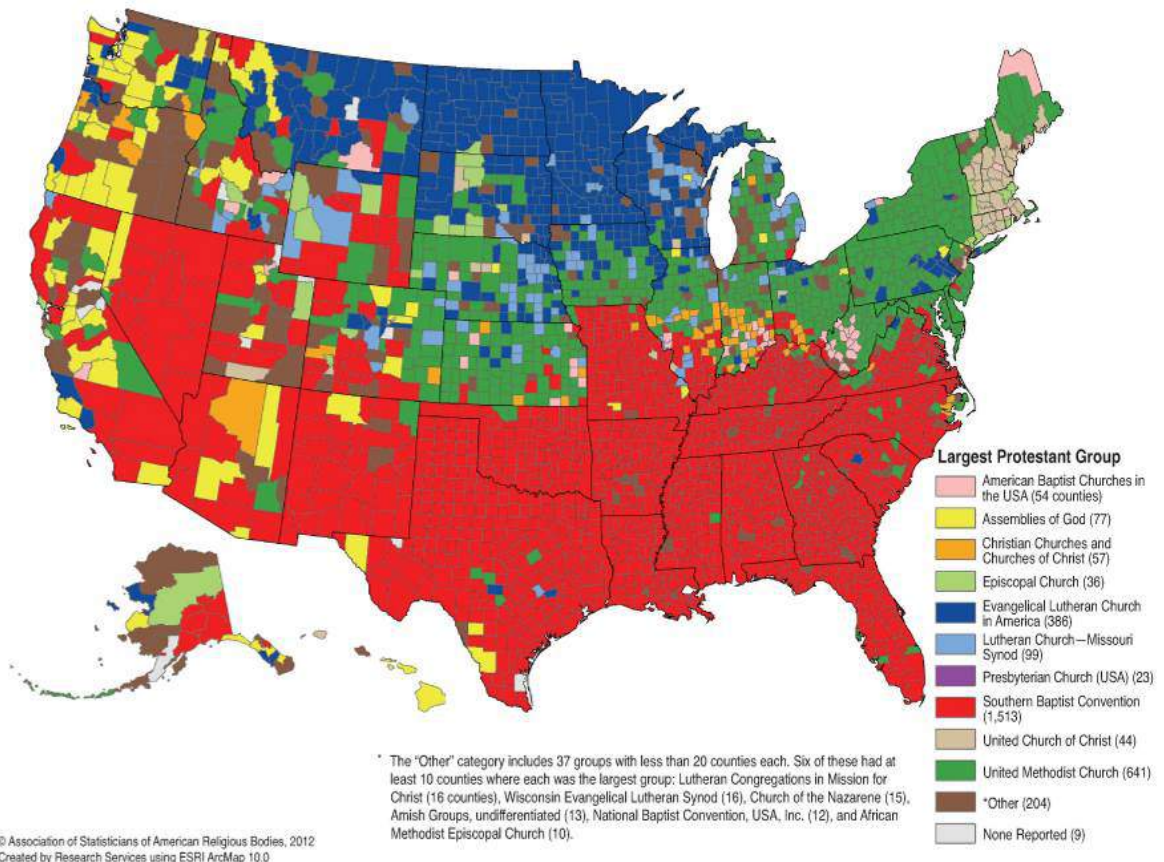 Largest Protestant Group
American Baptist Churches in
the USA (54 counties)
Assemblies of God (77)
Christian Churches and
Churches of Christ (57)
Episcopal Church (36)
Evangelical Lutheran Church
in America (386)
Lutheran Church—Missouri
Synod (99)
Presbyterian Church (USA) (23)
Southern Baptist Convention
(1,513)
United Church of Christ (44)
United Methodist Church (641)
*Other (204)
None Reported (9)
* The "Other" category includes 37 groups with less than 20 counties each. Six of these had at
least 10 counties where each was the largest group: Lutheran Congregations in Mission for
Christ (16 counties), Wisconsin Evangelical Lutheran Synod (16), Church of the Nazarene (15),
Amish Groups, undifferentiated (13), National Baptist Convention, USA, Inc. (12), and African
Methodist Episcopal Church (10).
© Association of Statisticians of American Religious Bodies, 2012
Created by Research Services using ESRI ArcMap 10.0